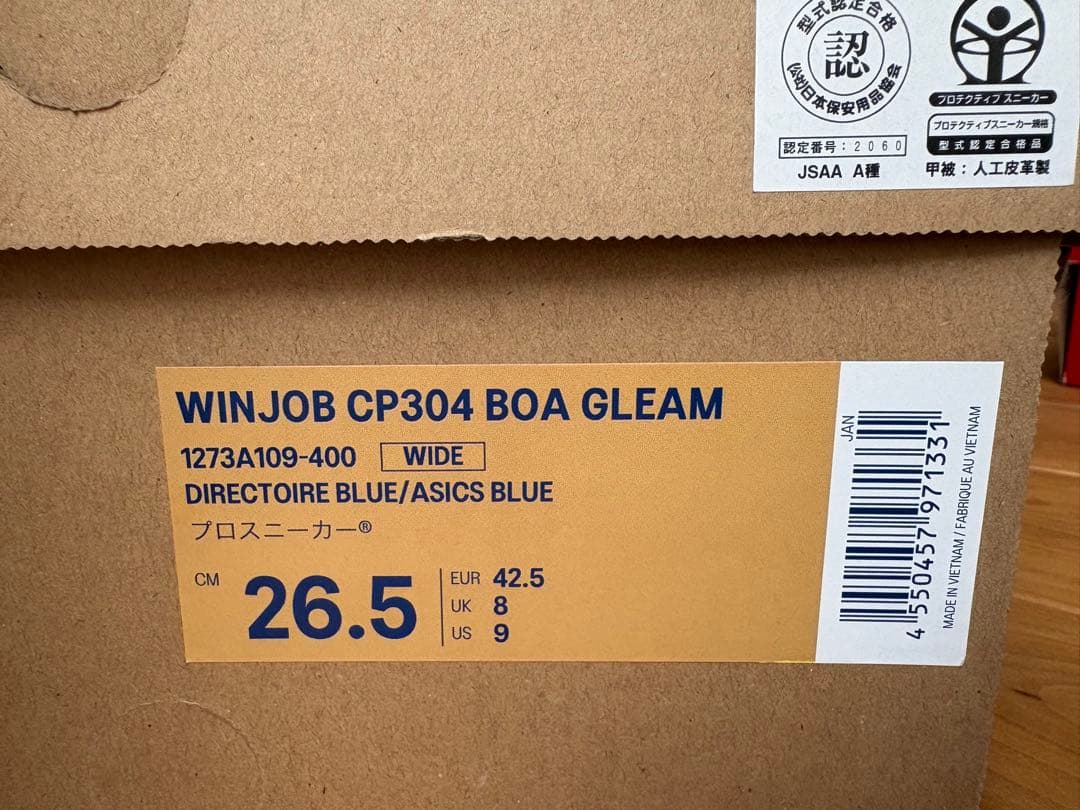 型式認定合格
認
(公社)日本保安用品協会
認定番号：2060
JSAA A種
プロテクティブ スニーカー
プロテクティブスニーカー規格
型式認定合格品
甲被：人工皮革製
WINJOB CP304 BOA GLEAM
1273A109-400 WIDE
DIRECTOIRE BLUE/ASICS BLUE
プロスニーカー®
CM 26.5
EUR 42.5
UK 8
US 9
JAN
4 550457 971331
MADE IN VIETNAM / FABRIQUE AU VIETNAM